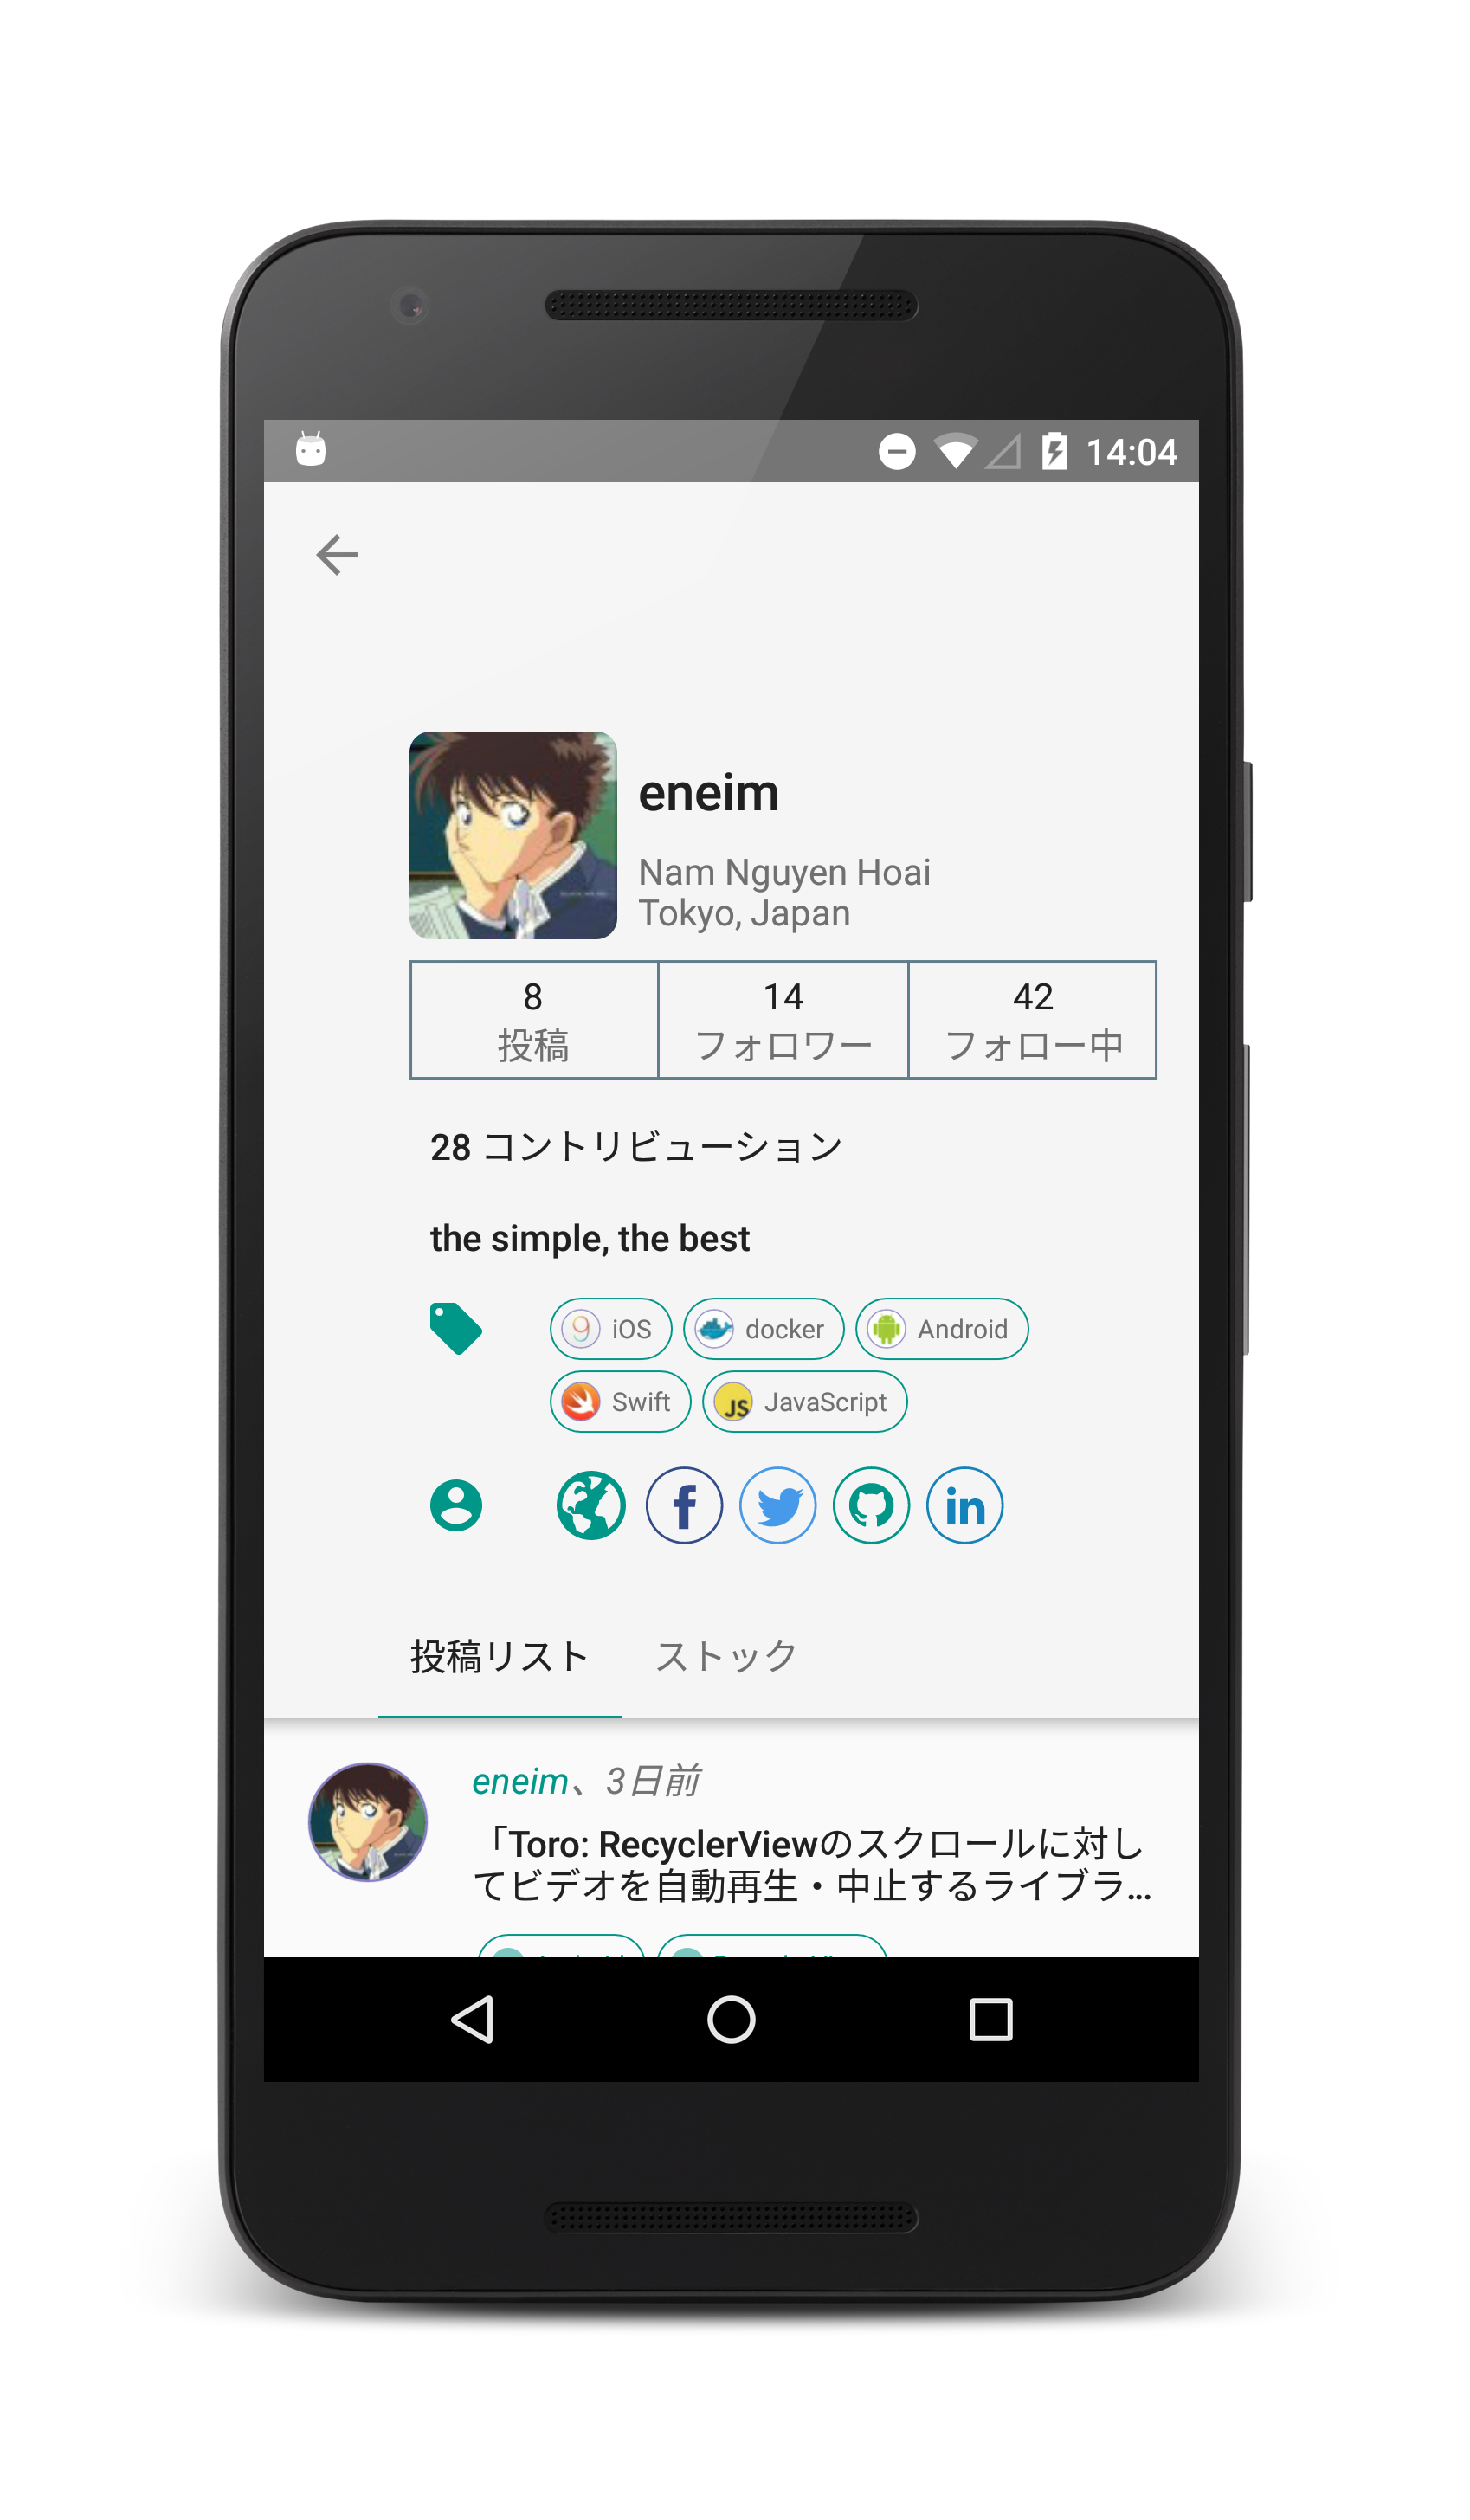 14:04
eneim
Nam Nguyen Hoai
Tokyo, Japan
8
投稿
14
フォロワー
42
フォロー中
28 コントリビューション
the simple, the best
iOS
docker
Android
Swift
JS
JavaScript
f
in
投稿リスト
ストック
eneim、3日前
「Toro: RecyclerViewのスクロールに対し
てビデオを自動再生・中止するライブラ...